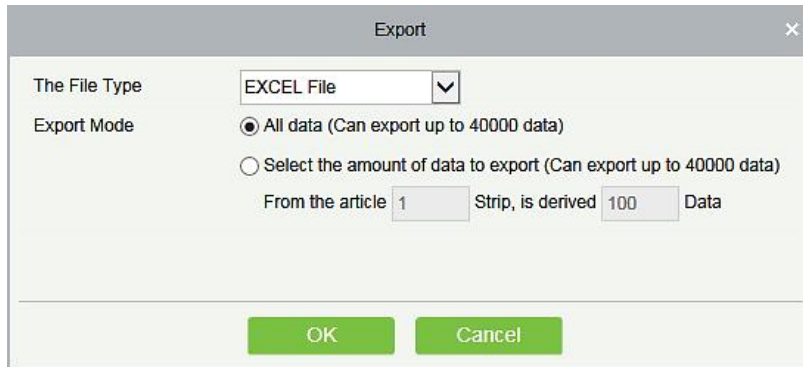 Export
The File Type EXCEL File
Export Mode All data (Can export up to 40000 data)
Select the amount of data to export (Can export up to 40000 data)
From the article 1 Strip, is derived 100 Data
OK Cancel